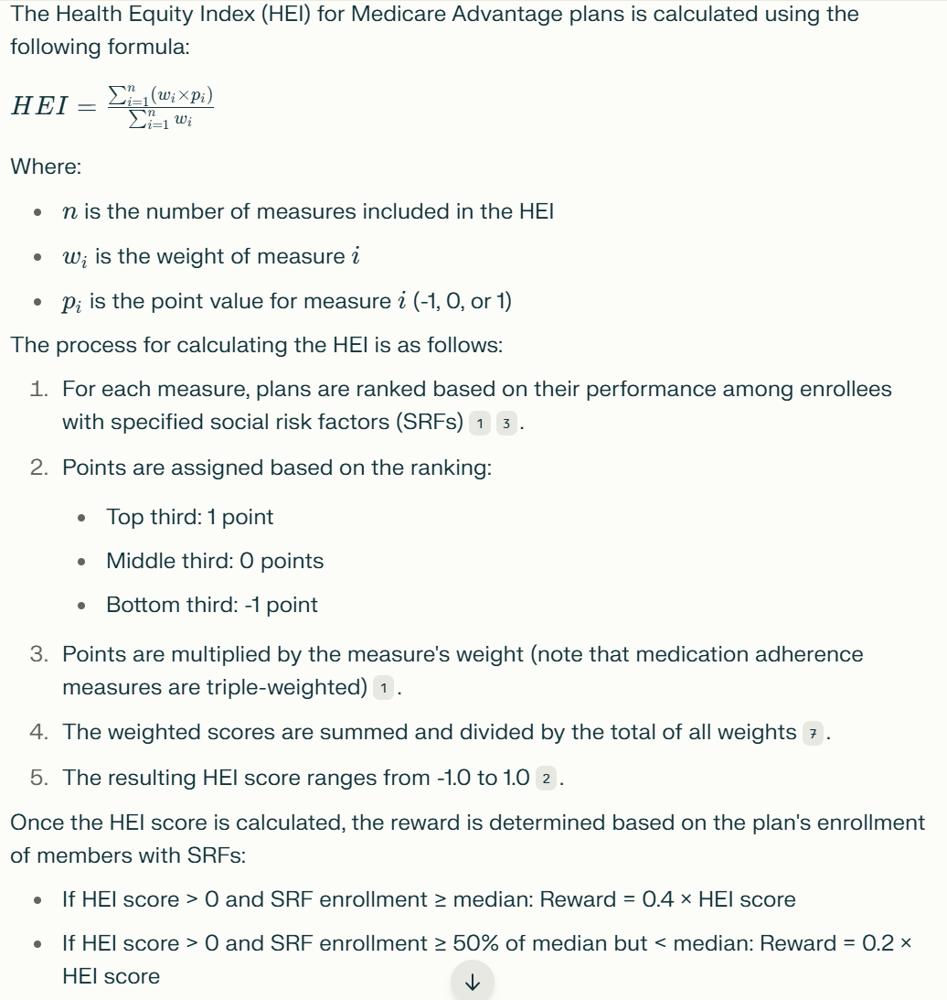 The Health Equity Index (HEI) for Medicare Advantage plans is calculated using the
following formula:
HEI = \frac{\sum_{i=1}^{n}(w_i \times p_i)}{\sum_{i=1}^{n} w_i}
Where:
• n is the number of measures included in the HEI
• w_i is the weight of measure i
• p_i is the point value for measure i (-1, 0, or 1)
The process for calculating the HEI is as follows:
1. For each measure, plans are ranked based on their performance among enrollees
with specified social risk factors (SRFs) 1 3 .
2. Points are assigned based on the ranking:
• Top third: 1 point
• Middle third: 0 points
• Bottom third: -1 point
3. Points are multiplied by the measure's weight (note that medication adherence
measures are triple-weighted) 1 .
4. The weighted scores are summed and divided by the total of all weights 7 .
5. The resulting HEI score ranges from -1.0 to 1.0 2 .
Once the HEI score is calculated, the reward is determined based on the plan's enrollment
of members with SRFs:
• If HEI score > 0 and SRF enrollment ≥ median: Reward = 0.4 × HEI score
• If HEI score > 0 and SRF enrollment ≥ 50% of median but < median: Reward = 0.2 ×
HEI score